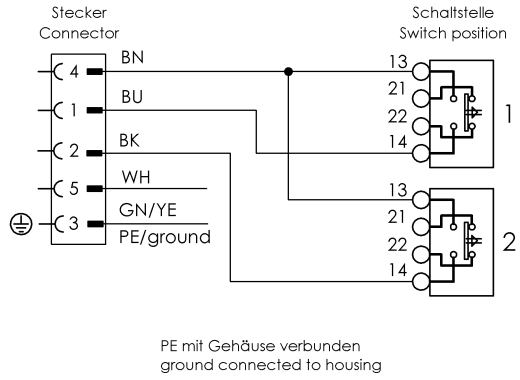 Stecker
Connector
Schaltstelle
Switch position
4 BN
1 BU
2 BK
5 WH
3 GN/YE
PE/ground
13
21
22
14
1
13
21
22
14
2
PE mit Gehäuse verbunden
ground connected to housing